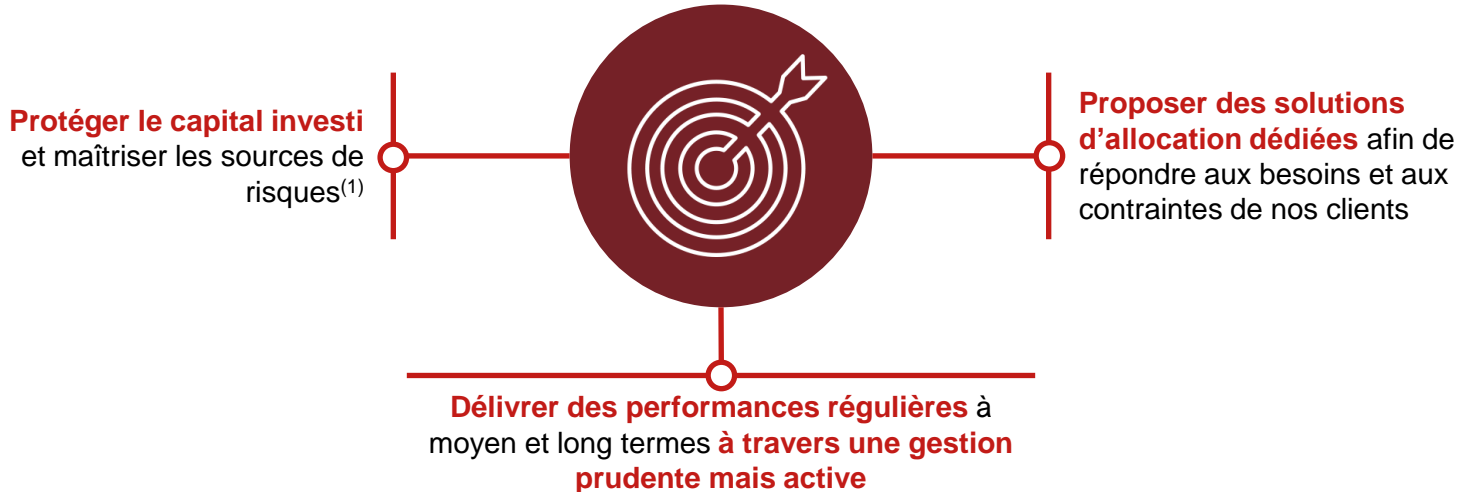 Protéger le capital investi
et maîtriser les sources de
risques(1)
Proposer des solutions
d’allocation dédiées afin de
répondre aux besoins et aux
contraintes de nos clients
Délivrer des performances régulières à
moyen et long termes à travers une gestion
prudente mais active